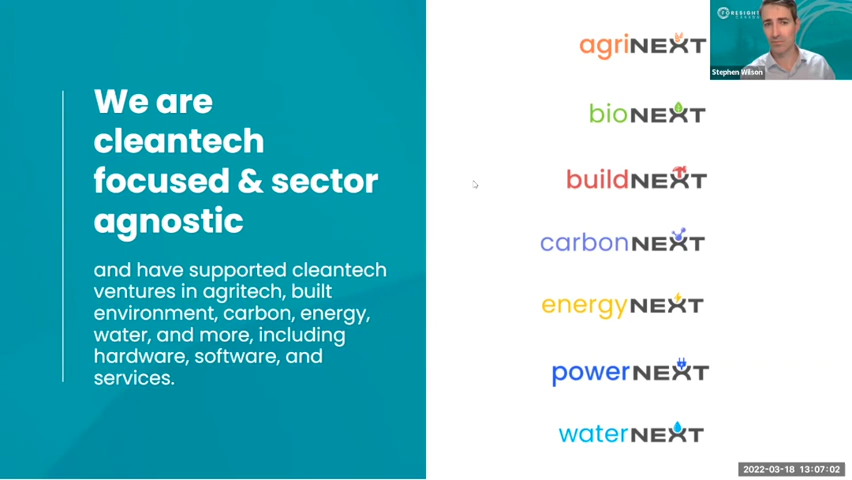 We are
cleantech
focused & sector
agnostic
and have supported cleantech
ventures in agritech, built
environment, carbon, energy,
water, and more, including
hardware, software, and
services.
agriNEXT
bioNEXT
buildNEXT
carbonNEXT
energyNEXT
powerNEXT
waterNEXT
FORESIGHT
CANADA
Stephen Wilson
2022-03-18 13:07:02